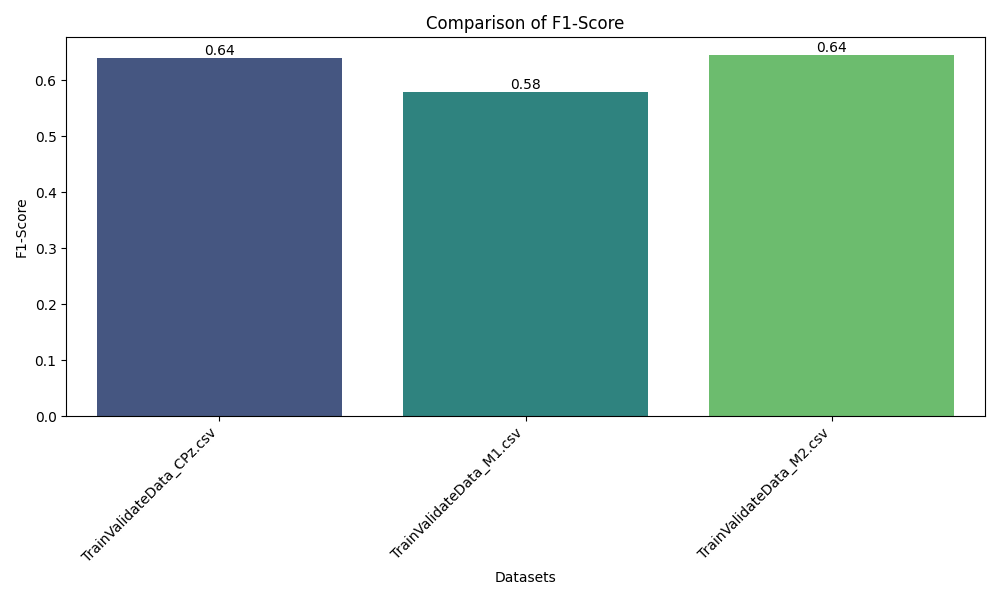 Comparison of F1-Score
0.64
0.58
0.64
0.6
0.5
0.4
0.3
0.2
0.1
0.0
F1-Score
TrainValidateData_CPz.csv
TrainValidateData_M1.csv
TrainValidateData_M2.csv
Datasets